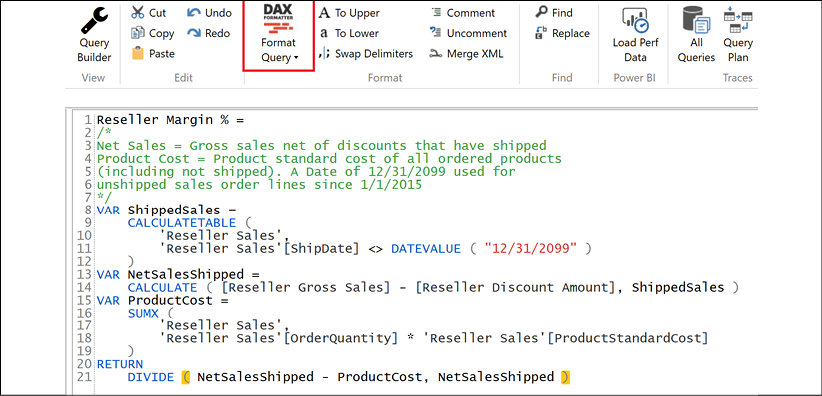 Cut
Copy
Paste
Undo
Redo
Query
Builder
View
Edit
DAX
FORMATTER
Format
Query
To Upper
To Lower
Swap Delimiters
Comment
Uncomment
Merge XML
Format
Find
Replace
Find
Load Perf
Data
Power BI
All
Queries
Query
Plan
Traces
1 Reseller Margin % =
2 /*
3 Net Sales = Gross sales net of discounts that have shipped
4 Product Cost = Product standard cost of all ordered products
5 (including not shipped). A Date of 12/31/2099 used for
6 unshipped sales order lines since 1/1/2015
7 */
8 VAR ShippedSales =
9 CALCULATETABLE (
10 'Reseller Sales',
11 'Reseller Sales'[ShipDate] <> DATEVALUE ( "12/31/2099" )
12 )
13 VAR NetSalesShipped =
14 CALCULATE ( [Reseller Gross Sales] - [Reseller Discount Amount], ShippedSales )
15 VAR ProductCost =
16 SUMX (
17 'Reseller Sales',
18 'Reseller Sales'[OrderQuantity] * 'Reseller Sales'[ProductStandardCost]
19 )
20 RETURN
21 DIVIDE ( NetSalesShipped - ProductCost, NetSalesShipped )